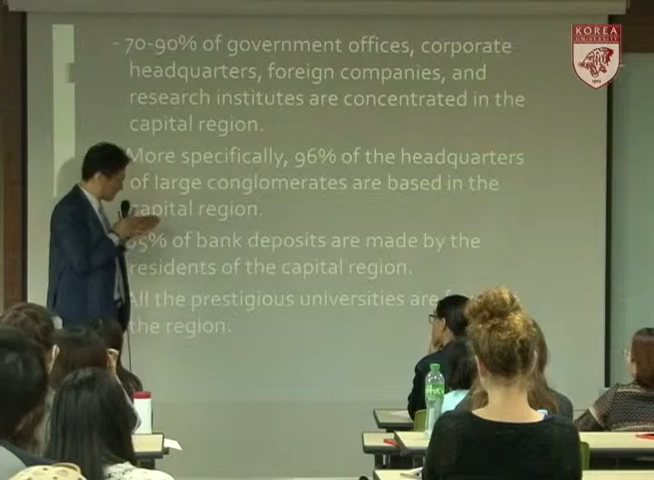 - 70-90% of government offices, corporate
headquarters, foreign companies, and
research institutes are concentrated in the
capital region.
More specifically, 96% of the headquarters
of large conglomerates are based in the
capital region.
% of bank deposits are made by the
residents of the capital region.
All the prestigious universities are
the region.
KOREA
UNIVERSITY